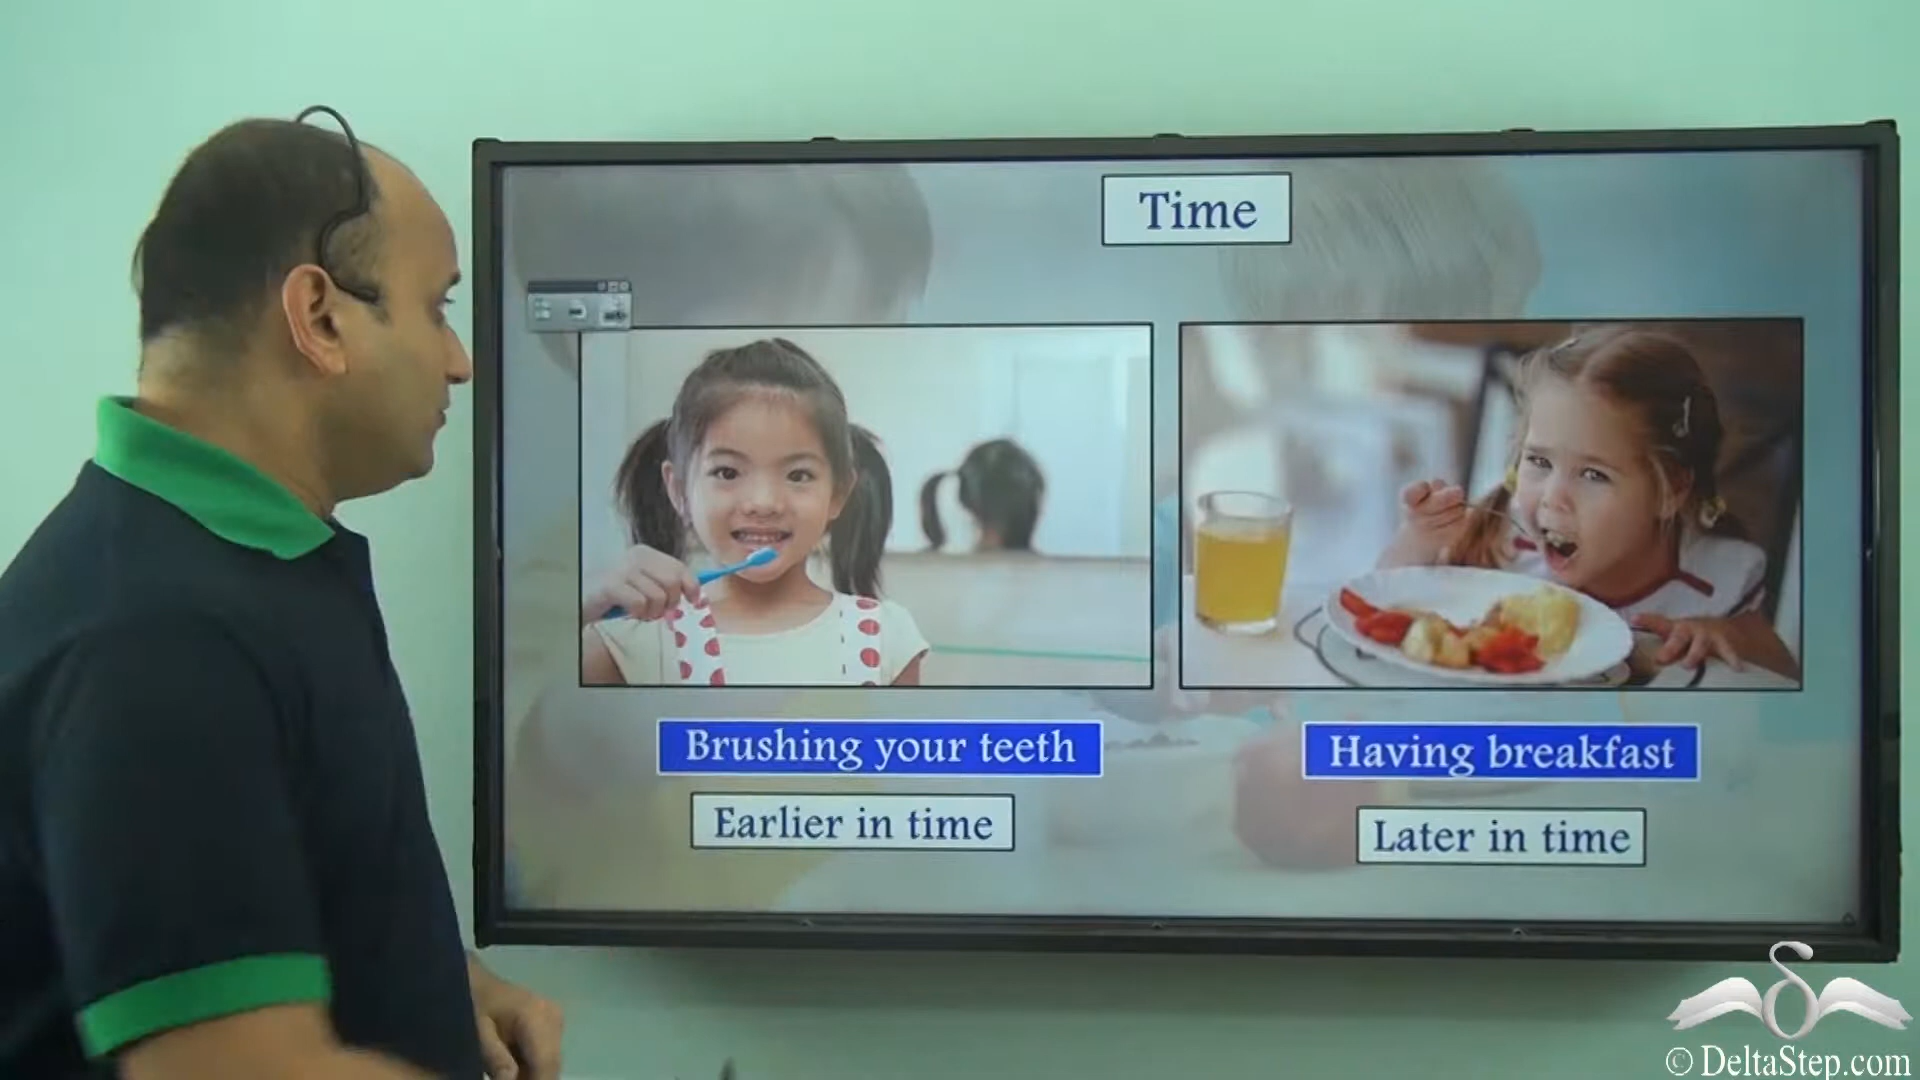 Time
Brushing your teeth
Having breakfast
Earlier in time
Later in time
© DeltaStep.com